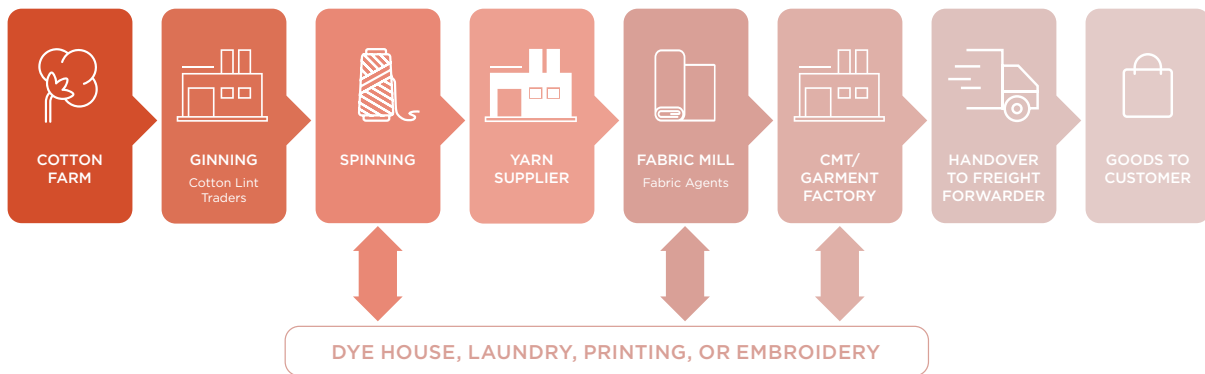 COTTON
FARM
GINNING
Cotton Lint
Traders
SPINNING
YARN
SUPPLIER
FABRIC MILL
Fabric Agents
CMT/
GARMENT
FACTORY
HANDOVER
TO FREIGHT
FORWARDER
GOODS TO
CUSTOMER
DYE HOUSE, LAUNDRY, PRINTING, OR EMBROIDERY